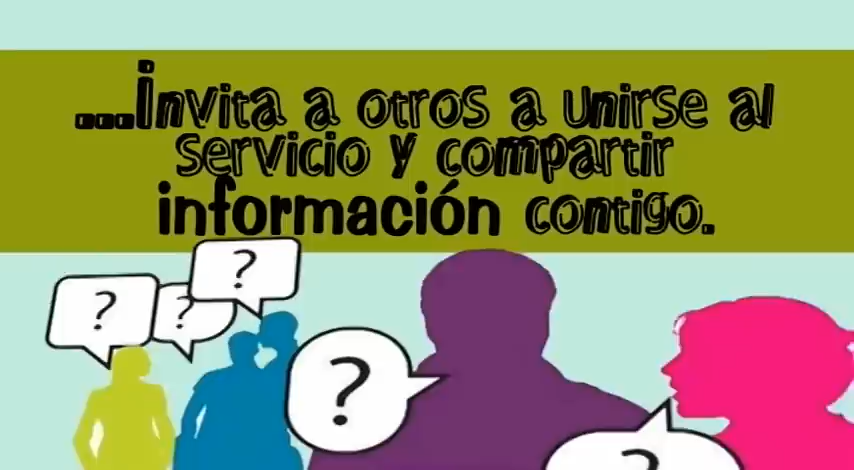 ...Invita a otros a unirse al
servicio y compartir
información contigo.
?
?
?
?
?